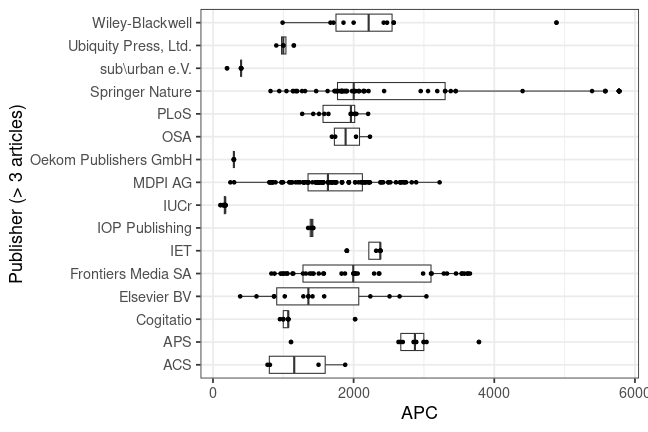 Publisher (> 3 articles)
Wiley-Blackwell
Ubiquity Press, Ltd.
sub\urban e.V.
Springer Nature
PLoS
OSA
Oekom Publishers GmbH
MDPI AG
IUCr
IOP Publishing
IET
Frontiers Media SA
Elsevier BV
Cogitatio
APS
ACS
0 2000 4000 6000
APC